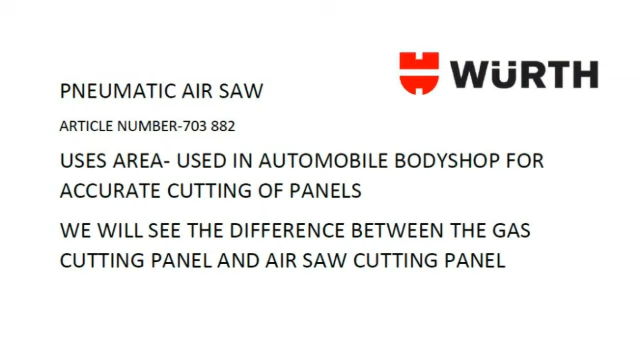 WÜRTH
PNEUMATIC AIR SAW
ARTICLE NUMBER-703 882
USES AREA- USED IN AUTOMOBILE BODYSHOP FOR
ACCURATE CUTTING OF PANELS
WE WILL SEE THE DIFFERENCE BETWEEN THE GAS
CUTTING PANEL AND AIR SAW CUTTING PANEL